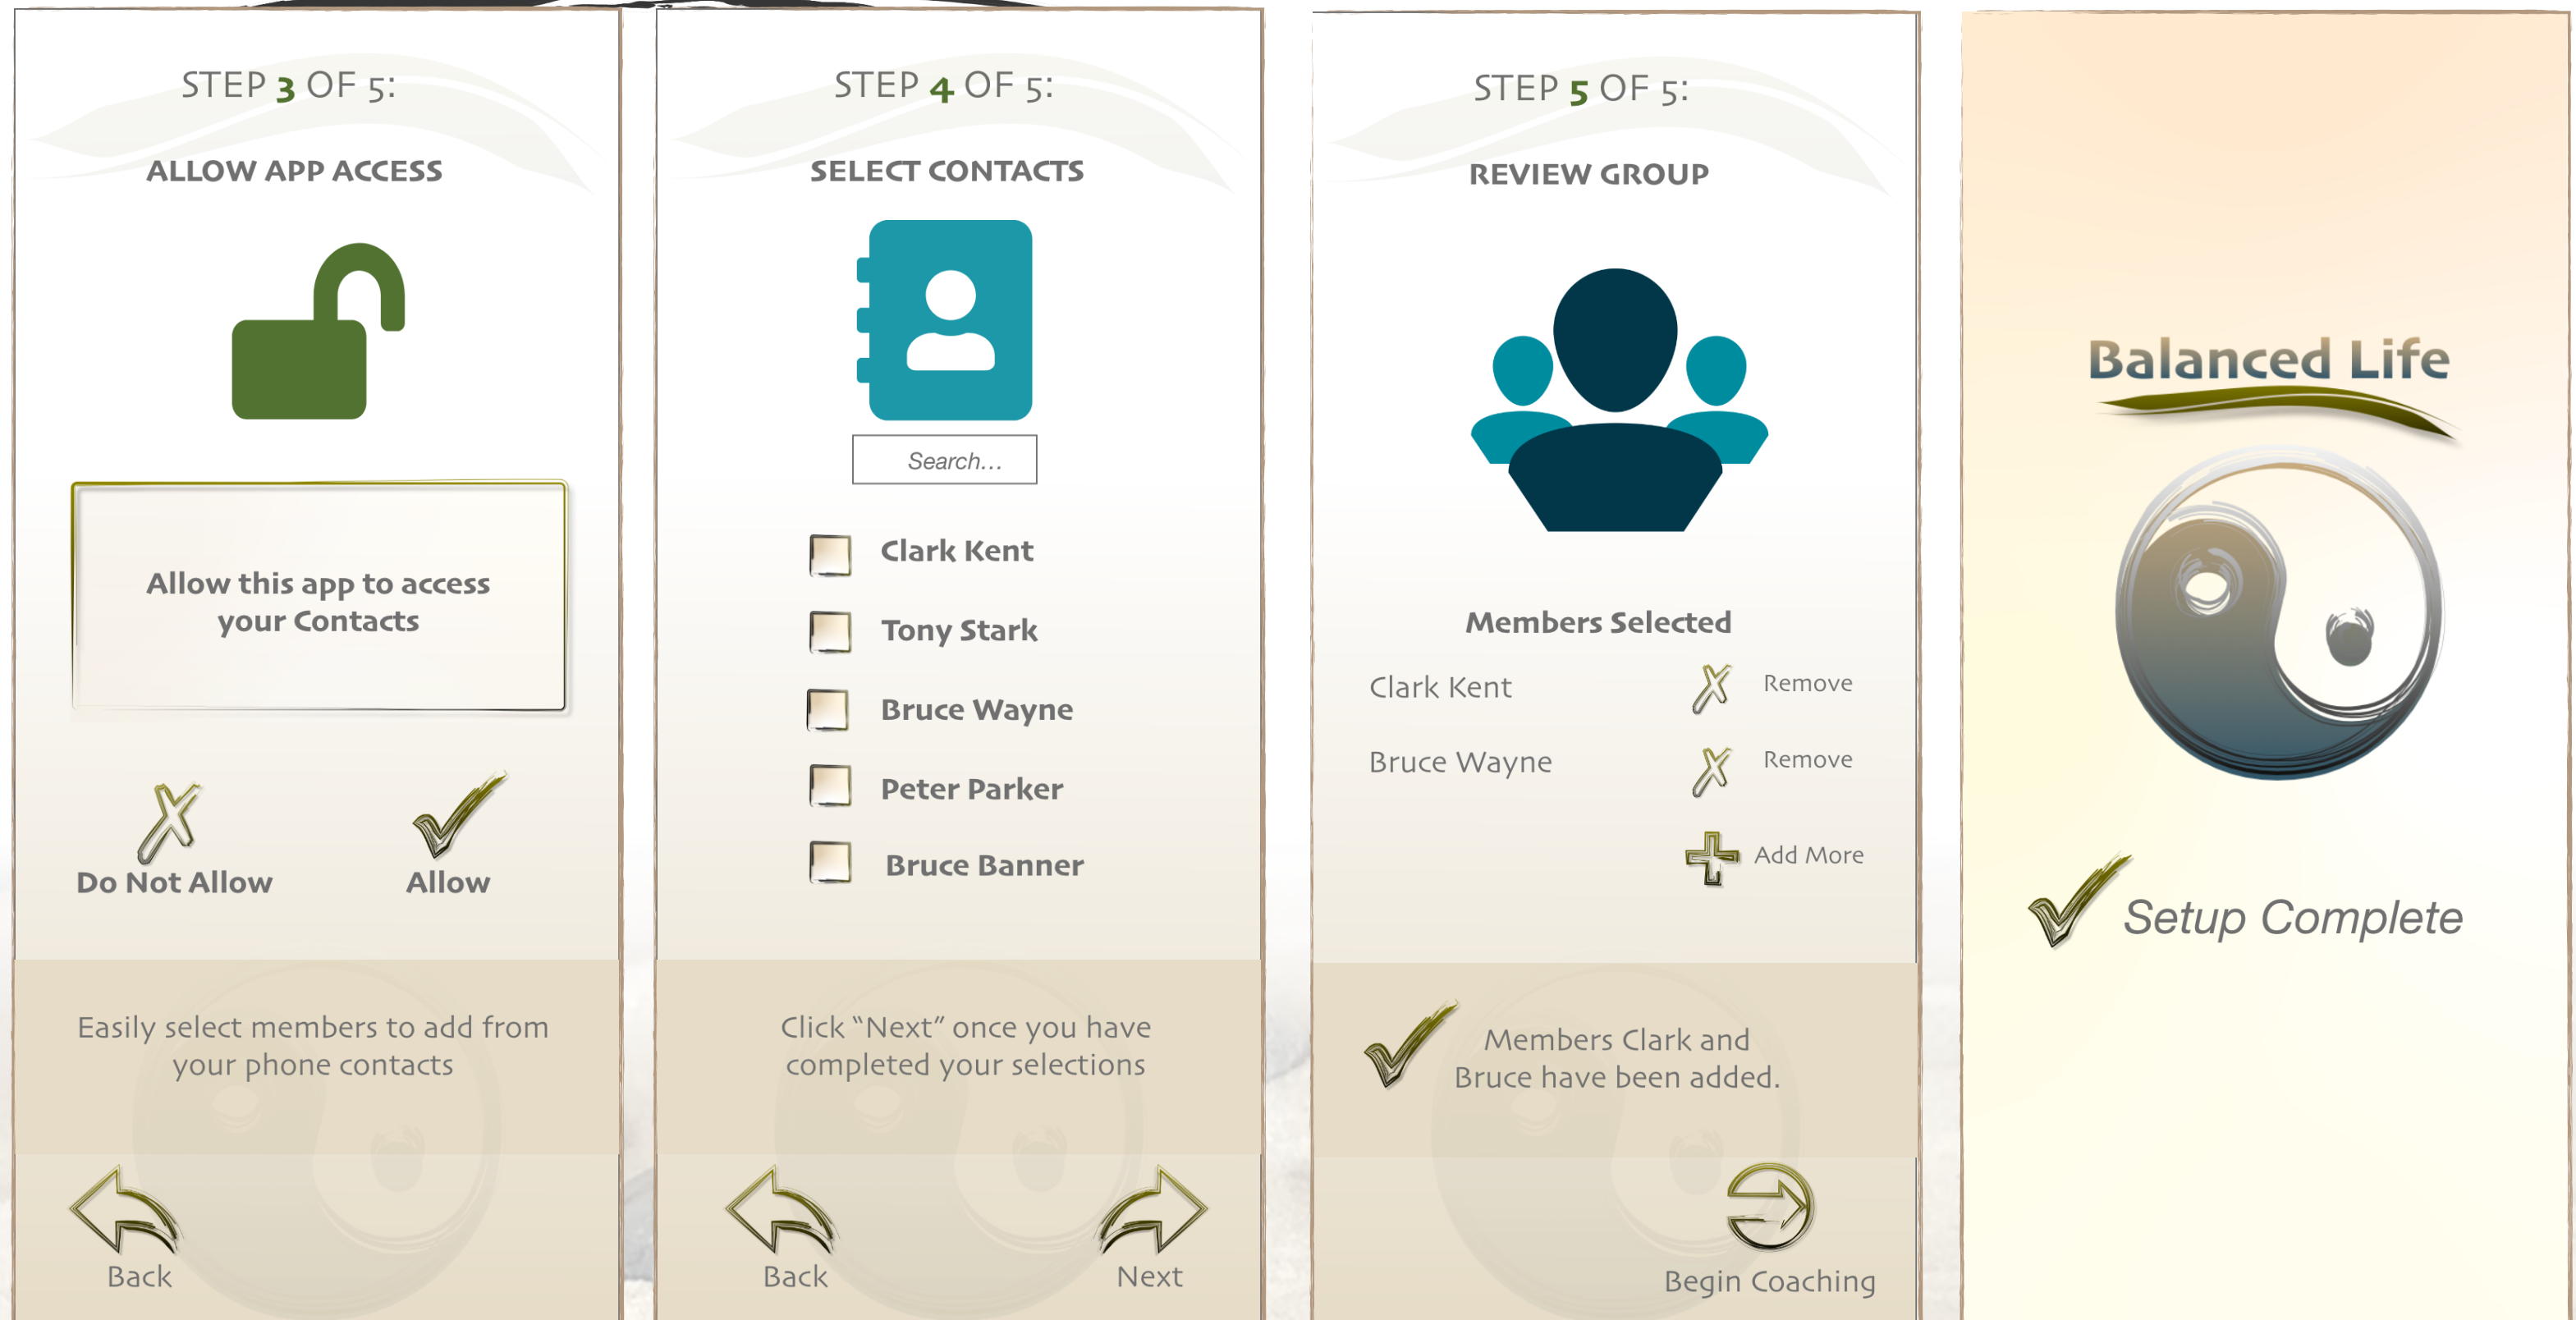 STEP 3 OF 5:
ALLOW APP ACCESS
Allow this app to access
your Contacts
Do Not Allow
Allow
Easily select members to add from
your phone contacts
Back
STEP 4 OF 5:
SELECT CONTACTS
Search...
Clark Kent
Tony Stark
Bruce Wayne
Peter Parker
Bruce Banner
Click “Next” once you have
completed your selections
Back
Next
STEP 5 OF 5:
REVIEW GROUP
Members Selected
Clark Kent
Remove
Bruce Wayne
Remove
Add More
Members Clark and
Bruce have been added.
Begin Coaching
Balanced Life
Setup Complete